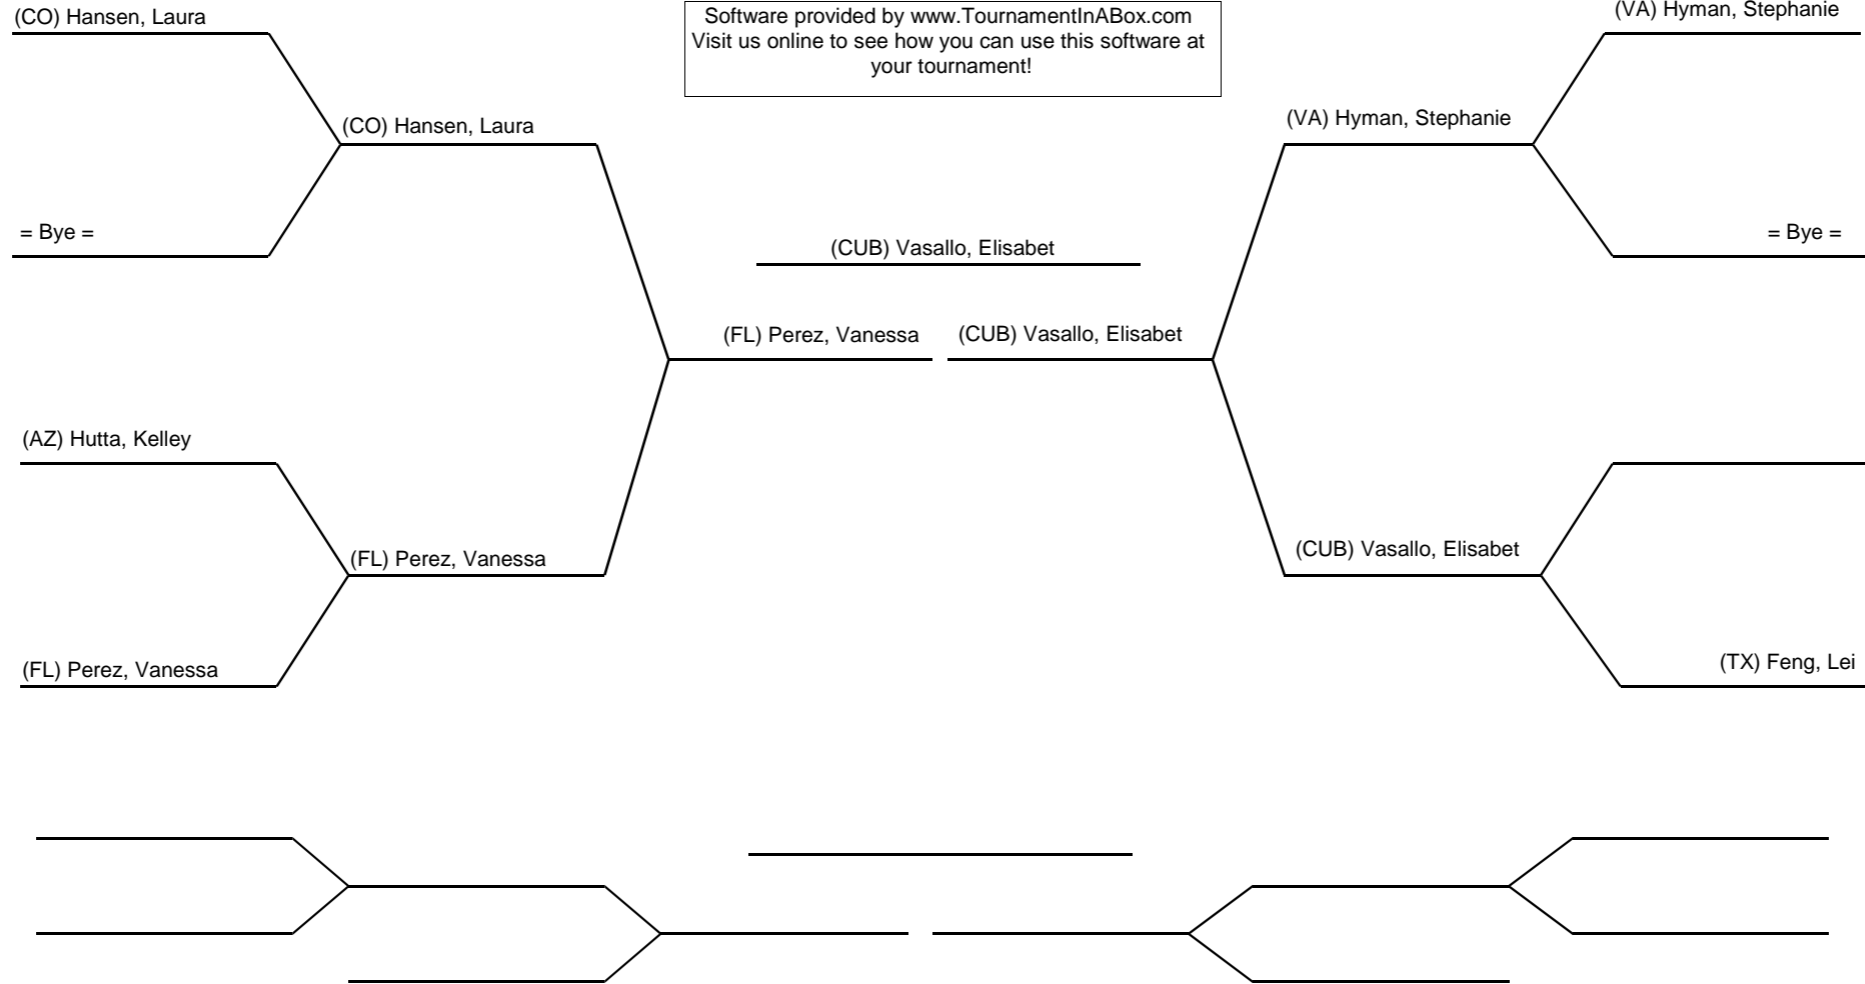 (CO) Hansen, Laura
Software provided by www.TournamentInABox.com
Visit us online to see how you can use this software at
your tournament!
(VA) Hyman, Stephanie
(CO) Hansen, Laura
(VA) Hyman, Stephanie
= Bye =
(CUB) Vasallo, Elisabet
= Bye =
(FL) Perez, Vanessa
(CUB) Vasallo, Elisabet
(AZ) Hutta, Kelley
(FL) Perez, Vanessa
(CUB) Vasallo, Elisabet
(FL) Perez, Vanessa
(TX) Feng, Lei